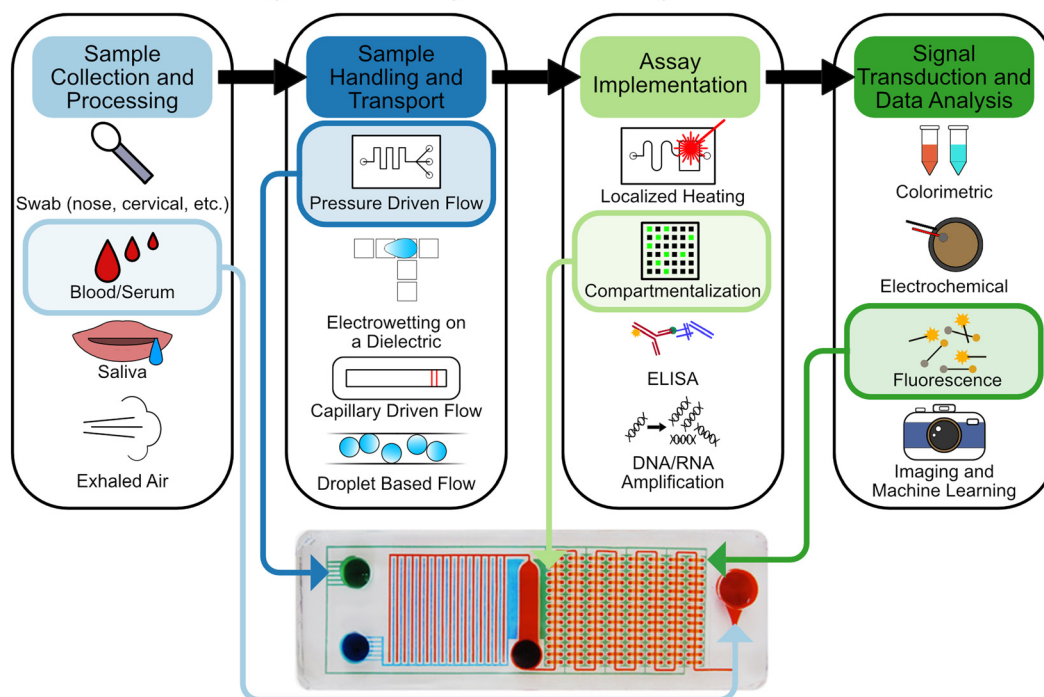 Sample
Collection and
Processing
Swab (nose, cervical, etc.)
Blood/Serum
Saliva
Exhaled Air
Sample
Handling and
Transport
Pressure Driven Flow
Electrowetting on
a Dielectric
Capillary Driven Flow
Droplet Based Flow
Assay
Implementation
Localized Heating
Compartmentalization
ELISA
DNA/RNA
Amplification
Signal
Transduction and
Data Analysis
Colorimetric
Electrochemical
Fluorescence
Imaging and
Machine Learning